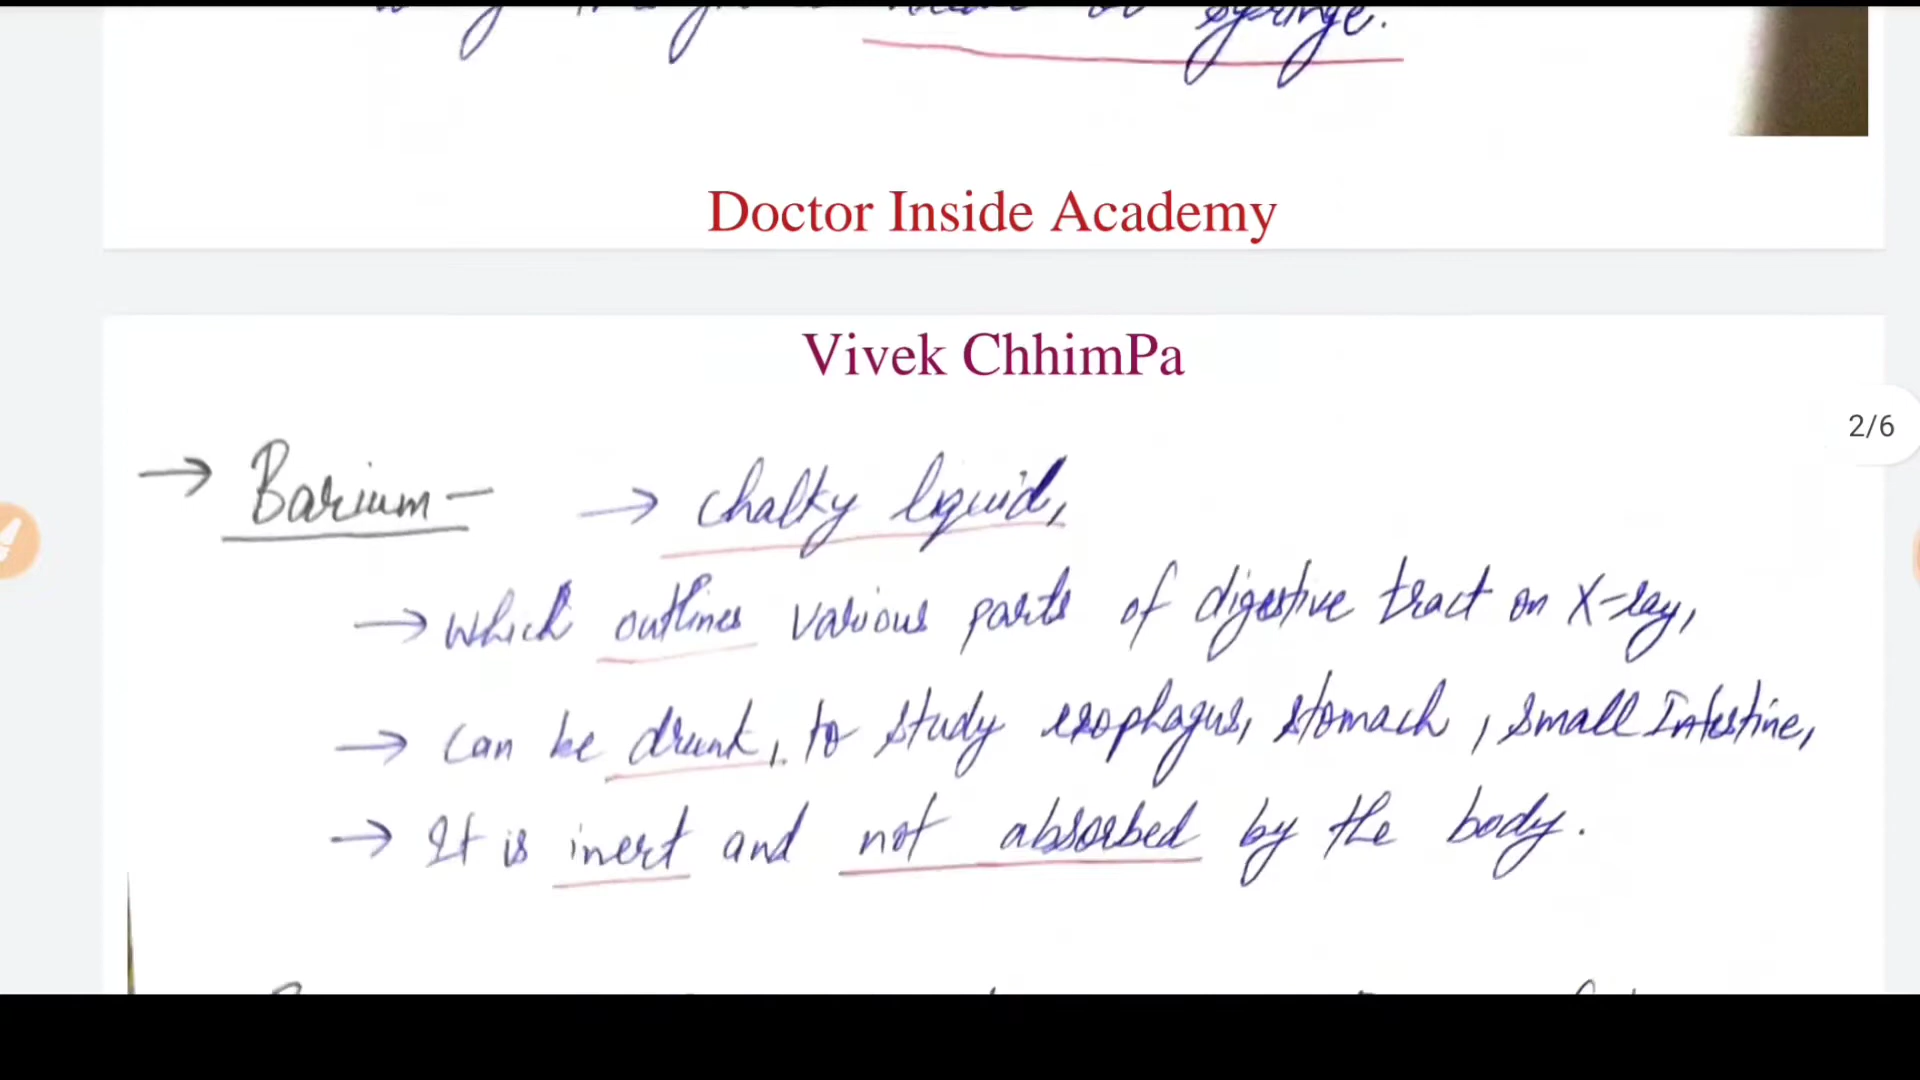 syringe.
Doctor Inside Academy
Vivek ChhimPa
2/6
→ Barium — → chalky liquid,
→ which outlines various parts of digestive tract on X-ray,
→ can be drunk, to study esophagus, stomach, small Intestine,
→ It is inert and not absorbed by the body.